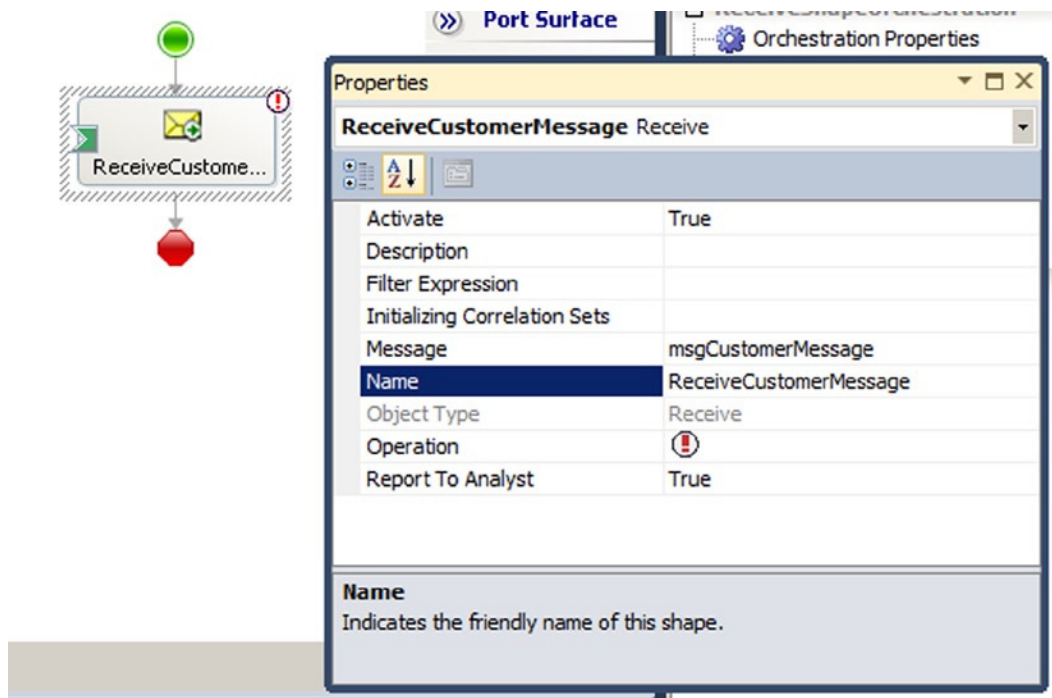 Port Surface
ReceiveShapeOrchestration
Orchestration Properties
ReceiveCustome...
Properties
ReceiveCustomerMessage Receive
Activate True
Description
Filter Expression
Initializing Correlation Sets
Message msgCustomerMessage
Name ReceiveCustomerMessage
Object Type Receive
Operation
Report To Analyst True
Name
Indicates the friendly name of this shape.